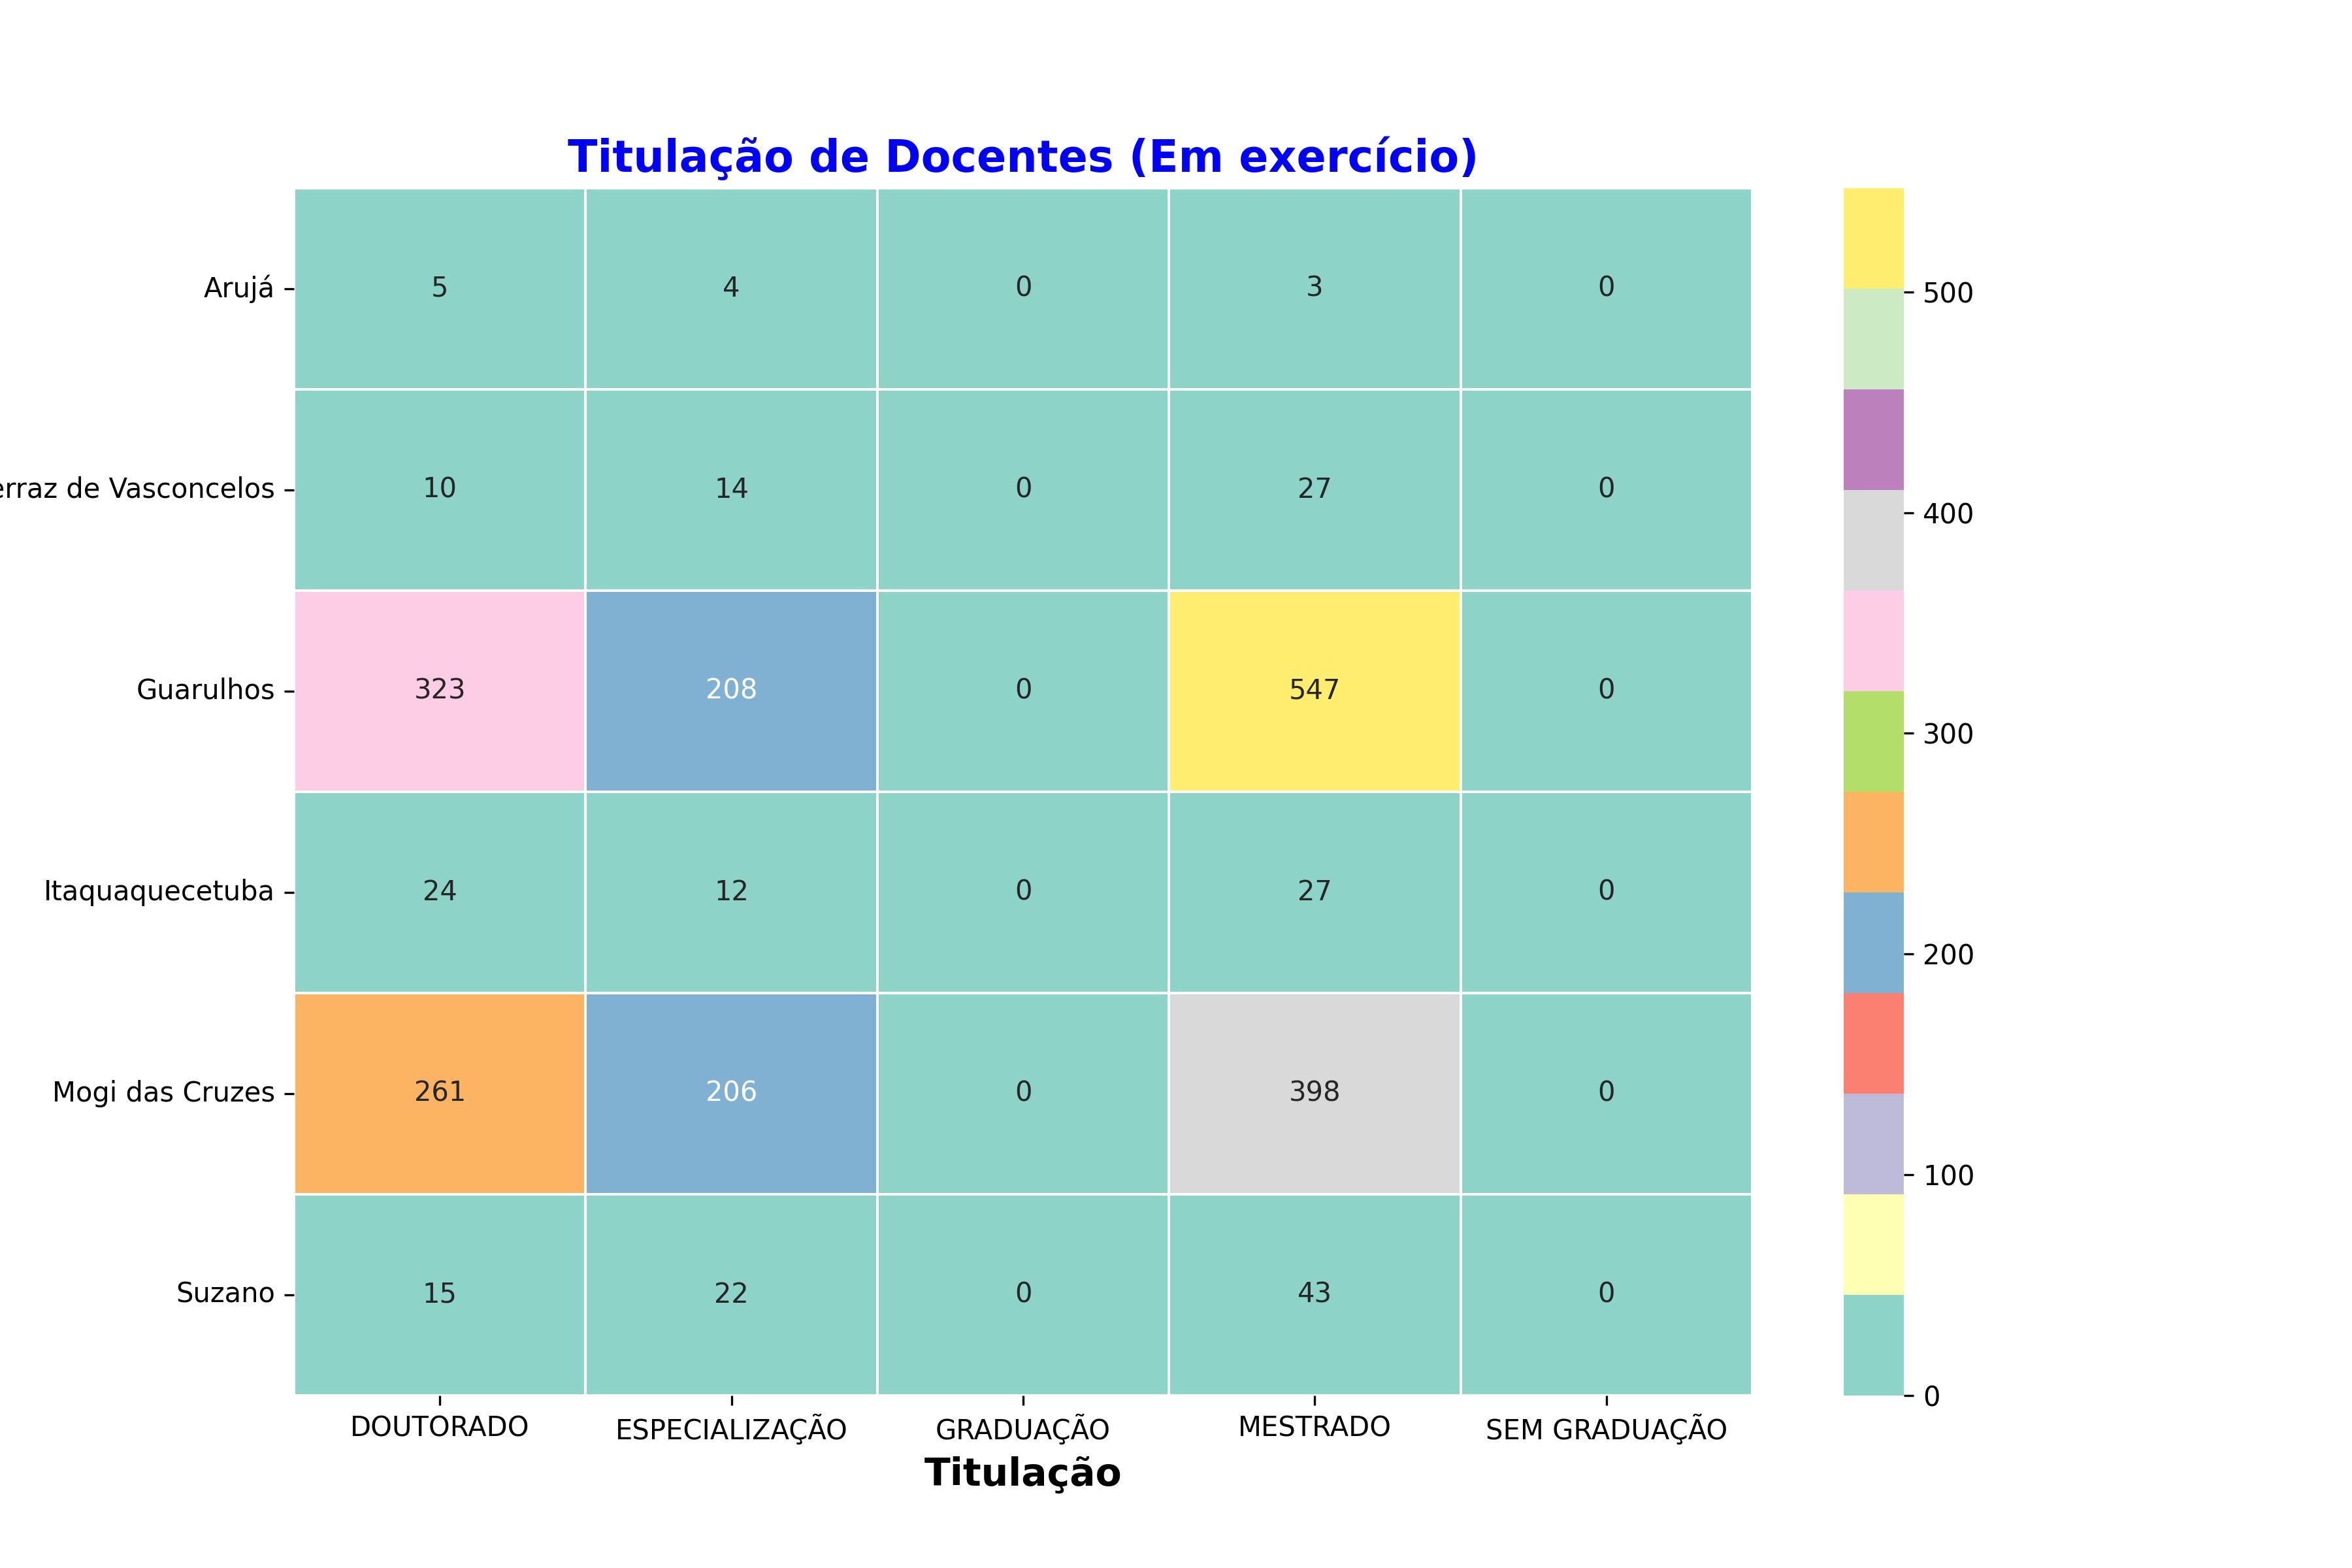 Titulação de Docentes (Em exercício)
Arujá 5 4 0 3 0
erraz de Vasconcelos 10 14 0 27 0
Guarulhos 323 208 0 547 0
Itaquaquecetuba 24 12 0 27 0
Mogi das Cruzes 261 206 0 398 0
Suzano 15 22 0 43 0
DOUTORADO ESPECIALIZAÇÃO GRADUAÇÃO MESTRADO SEM GRADUAÇÃO
Titulação
500
400
300
200
100
0